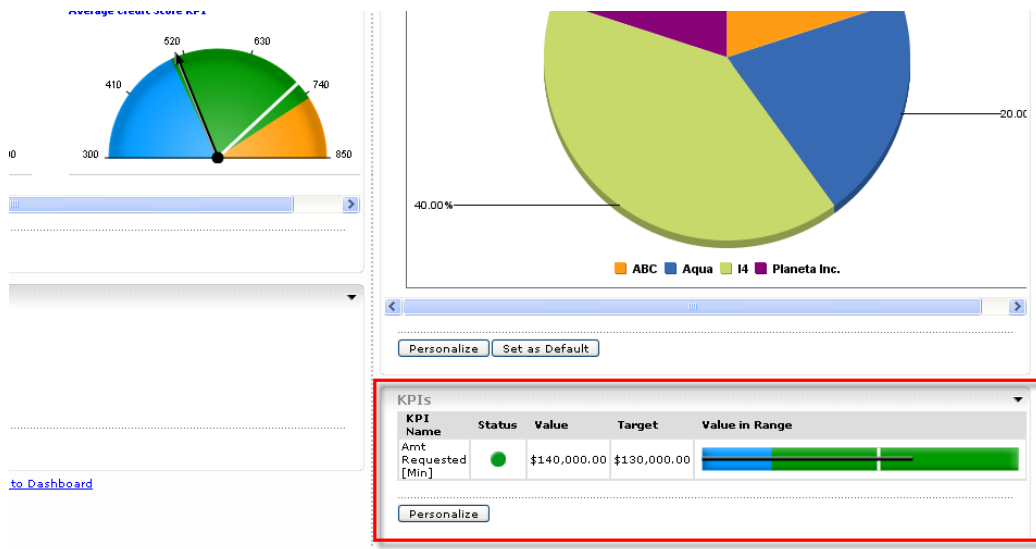 Average Credit Score KPI
520
630
410
740
300
850
20.00
40.00%
ABC Aqua I4 Planeta Inc.
Personalize Set as Default
KPIs
KPI Name Status Value Target Value in Range
Amt Requested [Min] $140,000.00 $130,000.00
to Dashboard
Personalize